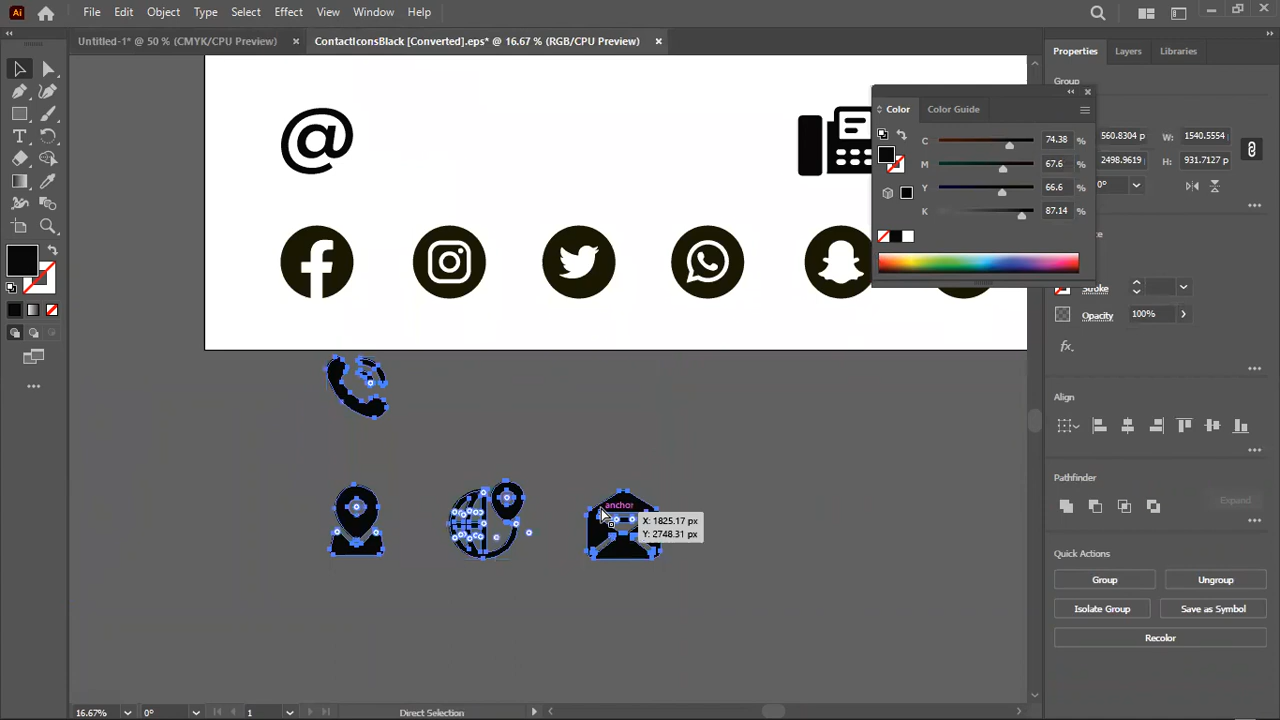 Ai File Edit Object Type Select Effect View Window Help
Untitled-1* @ 50 % (CMYK/CPU Preview) × ContactIconsBlack [Converted].eps* @ 16.67 % (RGB/CPU Preview) ×
Properties Layers Libraries
Group
Color Color Guide
560.8304 p W: 1540.5554
2498.9619 H: 931.7127 p
0°
C 74.38 %
M 67.6 %
Y 66.6 %
K 87.14 %
@
Stroke
Opacity 100%
fx
Align
Pathfinder
Expand
anchor
X: 1825.17 px
Y: 2748.31 px
Quick Actions
Group Ungroup
Isolate Group Save as Symbol
Recolor
16.67% 0° 1 Direct Selection